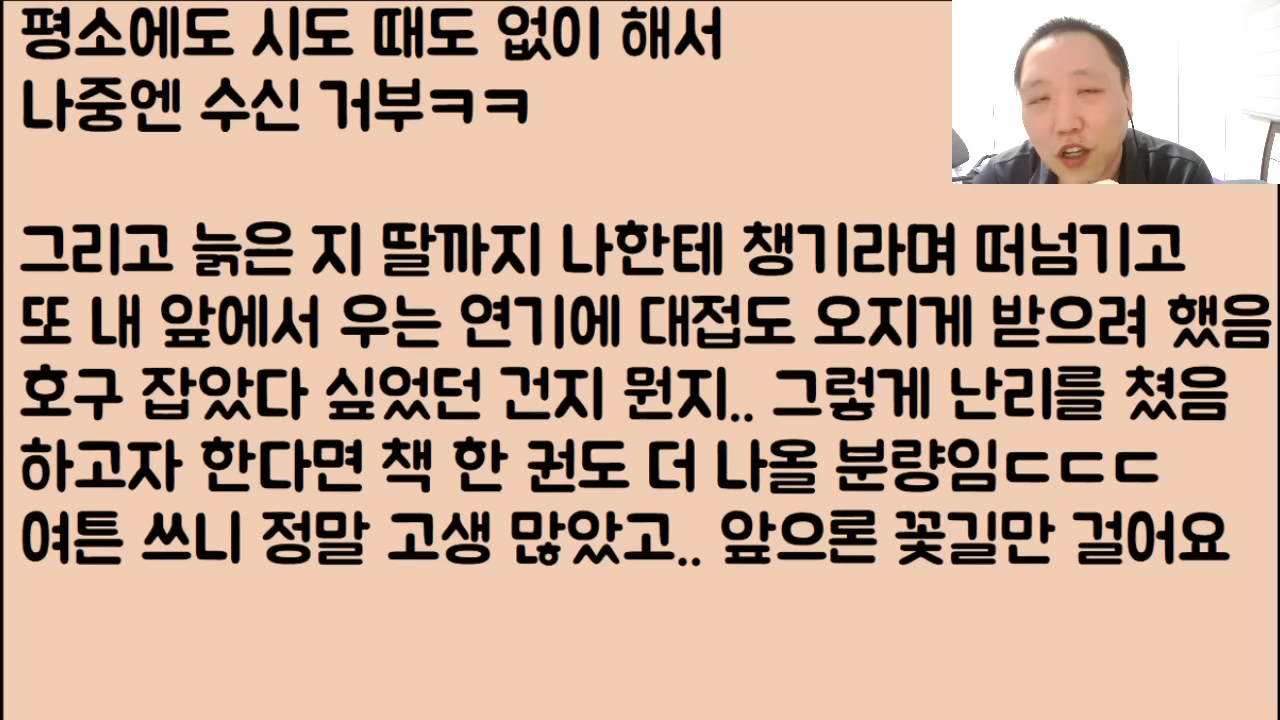 평소에도 시도 때도 없이 해서
나중엔 수신 거부ㅋㅋ
그리고 늙은 지 딸까지 나한테 챙기라며 떠넘기고
또 내 앞에서 우는 연기에 대접도 오지게 받으려 했음
호구 잡았다 싶었던 건지 뭔지.. 그렇게 난리를 쳤음
하고자 한다면 책 한 권도 더 나올 분량임ㄷㄷㄷ
여튼 쓰니 정말 고생 많았고.. 앞으론 꽃길만 걸어요